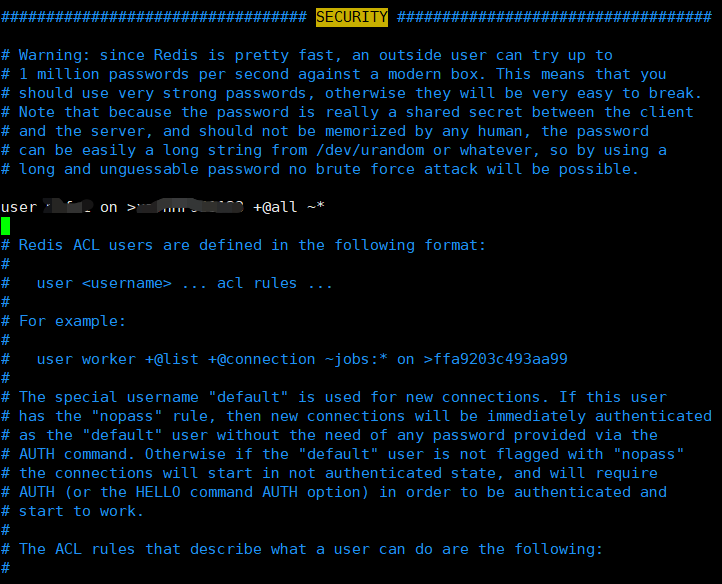 ################################## SECURITY ###################################
# Warning: since Redis is pretty fast, an outside user can try up to
# 1 million passwords per second against a modern box. This means that you
# should use very strong passwords, otherwise they will be very easy to break.
# Note that because the password is really a shared secret between the client
# and the server, and should not be memorized by any human, the password
# can be easily a long string from /dev/urandom or whatever, so by using a
# long and unguessable password no brute force attack will be possible.
user on +@all ~*
# Redis ACL users are defined in the following format:
#
#   user <username> ... acl rules ...
#
# For example:
#
#   user worker +@list +@connection ~jobs:* on >ffa9203c493aa99
#
# The special username "default" is used for new connections. If this user
# has the "nopass" rule, then new connections will be immediately authenticated
# as the "default" user without the need of any password provided via the
# AUTH command. Otherwise if the "default" user is not flagged with "nopass"
# the connections will start in not authenticated state, and will require
# AUTH (or the HELLO command AUTH option) in order to be authenticated and
# start to work.
#
# The ACL rules that describe what a user can do are the following:
#